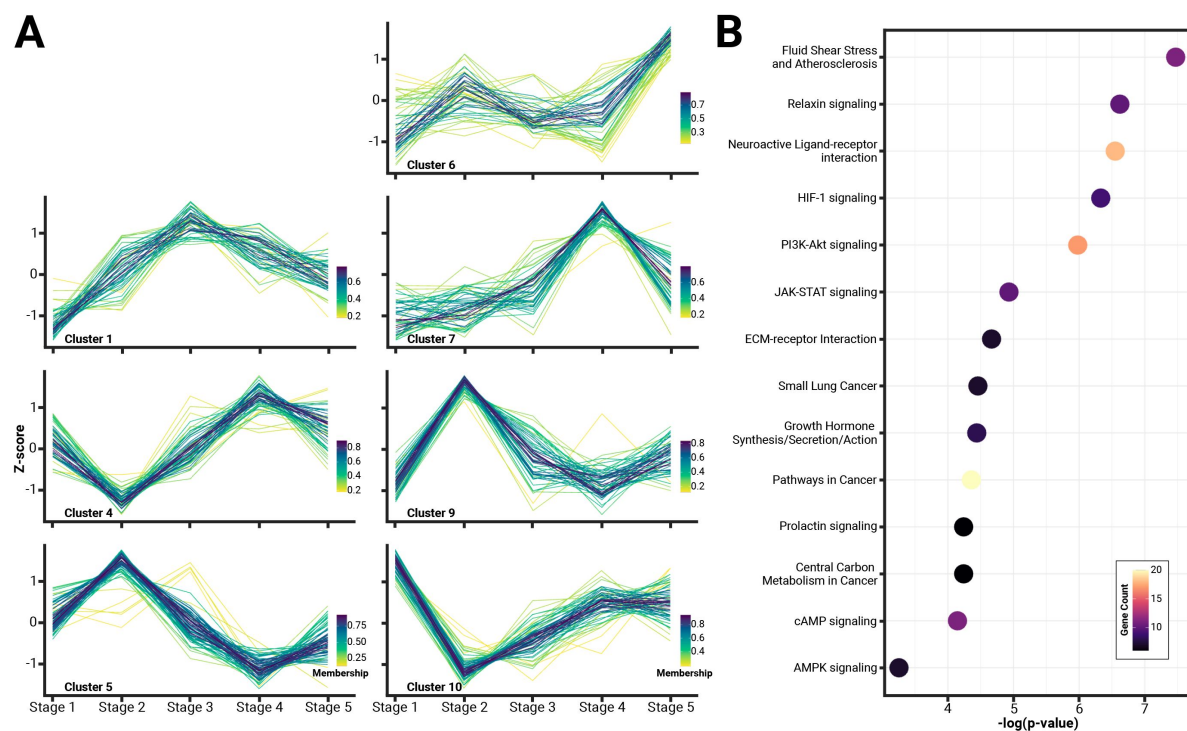 A
1
0
-1
0.7
0.5
0.3
Cluster 6
1
0
-1
0.6
0.4
0.2
Cluster 1
0.6
0.4
0.2
Cluster 7
Z-score
1
0
-1
0.8
0.6
0.4
0.2
Cluster 4
0.8
0.6
0.4
0.2
Cluster 9
1
0
-1
0.75
0.50
0.25
Membership
Cluster 5
0.8
0.6
0.4
Membership
Cluster 10
Stage 1 Stage 2 Stage 3 Stage 4 Stage 5
Stage 1 Stage 2 Stage 3 Stage 4 Stage 5
B
Fluid Shear Stress
and Atherosclerosis
Relaxin signaling
Neuroactive Ligand-receptor
interaction
HIF-1 signaling
PI3K-Akt signaling
JAK-STAT signaling
ECM-receptor Interaction
Small Lung Cancer
Growth Hormone
Synthesis/Secretion/Action
Pathways in Cancer
Prolactin signaling
Central Carbon
Metabolism in Cancer
cAMP signaling
AMPK signaling
Gene Count
20
15
10
4 5 6 7
-log(p-value)